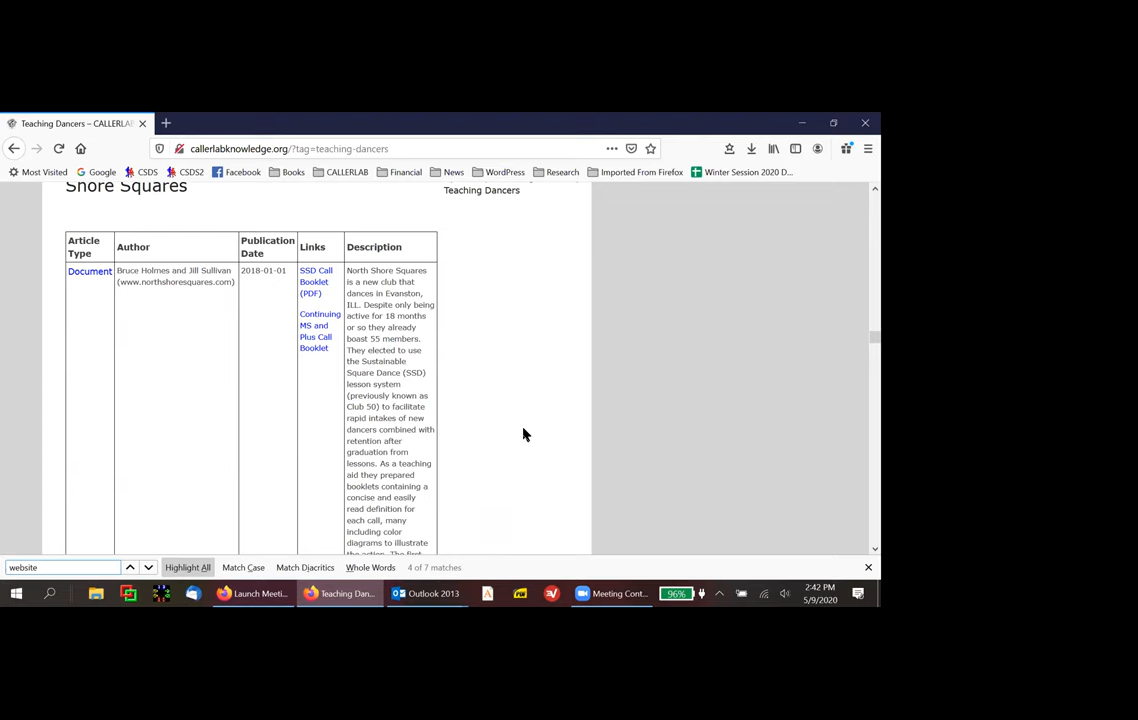 Teaching Dancers – CALLERLA
callerlabknowledge.org/?tag=teaching-dancers
Most Visited Google CSDS CSDS2 Facebook Books CALLERLAB Financial News WordPress Research Imported From Firefox Winter Session 2020 D...
Shore Squares
Teaching Dancers
Article Type
Author
Publication Date
Links
Description
Document
Bruce Holmes and Jill Sullivan
(www.northshoresquares.com)
2018-01-01
SSD Call
Booklet
(PDF)
Continuing
MS and
Plus Call
Booklet
North Shore Squares
is a new club that
dances in Evanston,
ILL. Despite only being
active for 18 months
or so they already
boast 55 members.
They elected to use
the Sustainable
Square Dance (SSD)
lesson system
(previously known as
Club 50) to facilitate
rapid intakes of new
dancers combined with
retention after
graduation from
lessons. As a teaching
aid they prepared
booklets containing a
concise and easily
read definition for
each call, many
including color
diagrams to illustrate
the action. The first
website Highlight All Match Case Match Diacritics Whole Words 4 of 7 matches
Launch Meeti... Teaching Dan... Outlook 2013 Meeting Cont... 96% 2:42 PM
5/9/2020